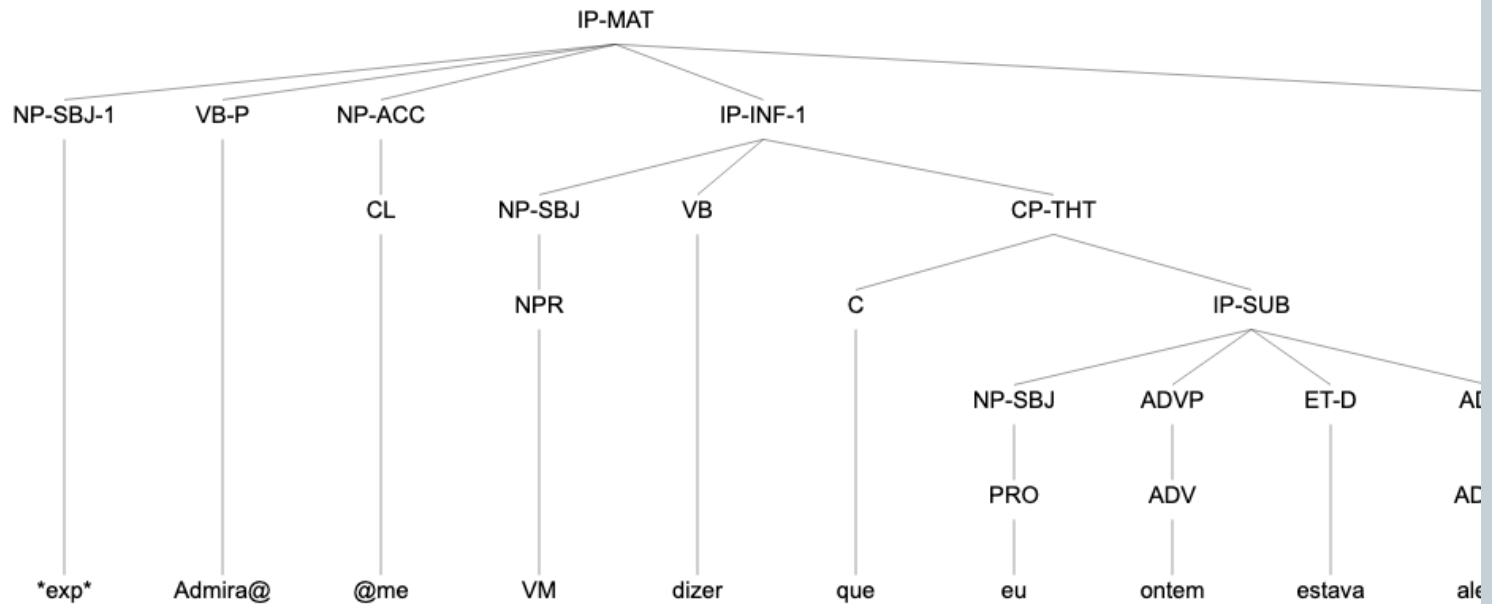 IP-MAT
NP-SBJ-1 VB-P NP-ACC IP-INF-1
CL NP-SBJ VB CP-THT
NPR C IP-SUB
NP-SBJ ADVP ET-D
PRO ADV
*exp* Admira@ @me VM dizer que eu ontem estava